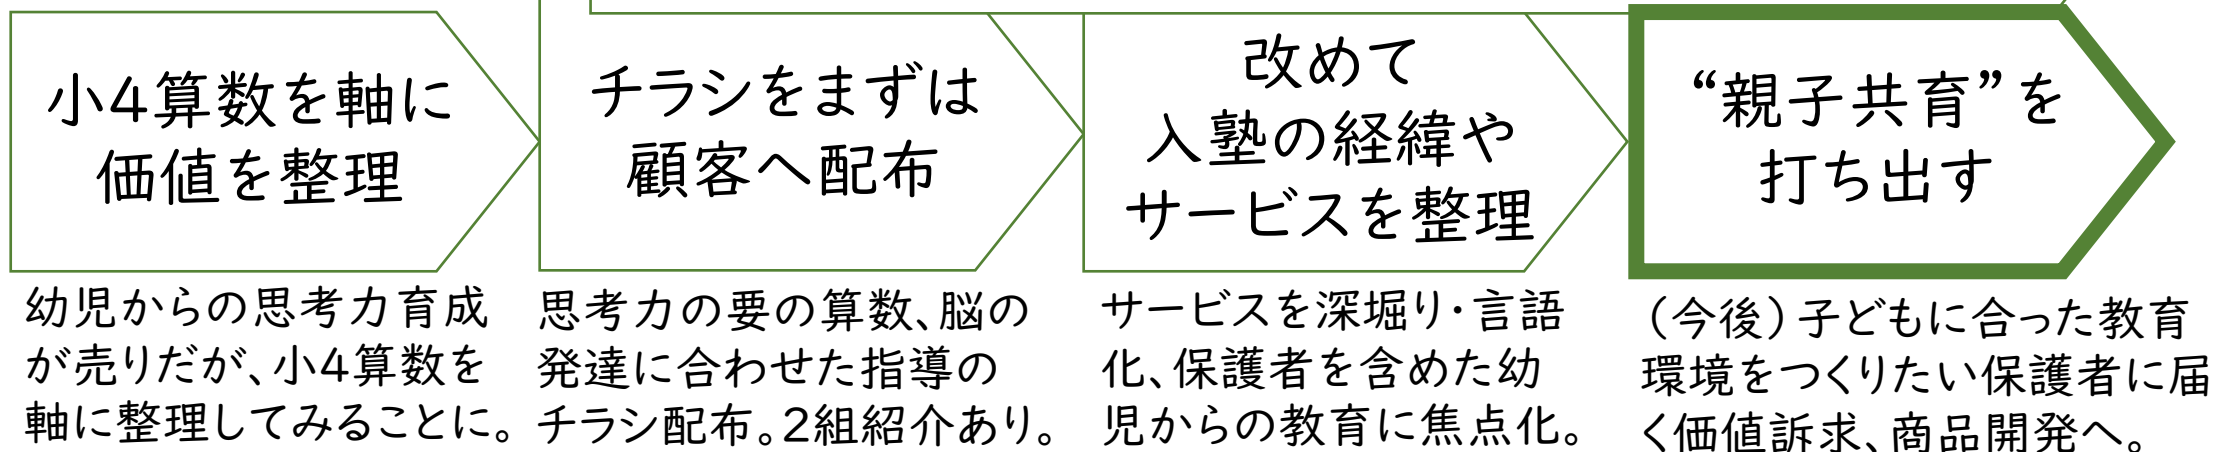 小4算数を軸に
価値を整理
チラシをまずは
顧客へ配布
改めて
入塾の経緯や
サービスを整理
“親子共育”を
打ち出す
幼児からの思考力育成
が売りだが、小4算数を
軸に整理してみることに。
思考力の要の算数、脳の
発達に合わせた指導の
チラシ配布。2組紹介あり。
サービスを深堀り・言語
化、保護者を含めた幼
児からの教育に焦点化。
（今後）子どもに合った教育
環境をつくりたい保護者に届
く価値訴求、商品開発へ。